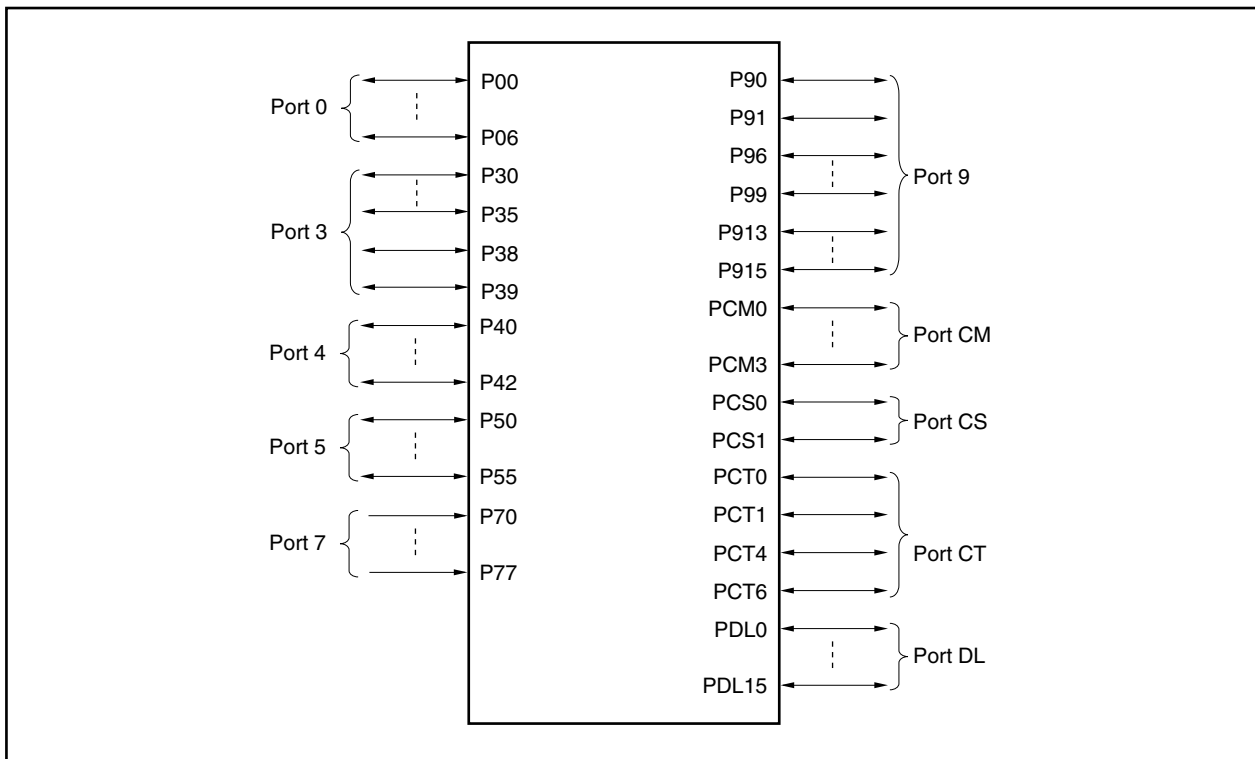 Port 0
P00
P06
Port 3
P30
P35
P38
P39
Port 4
P40
P42
Port 5
P50
P55
Port 7
P70
P77
P90
P91
P96
P99
P913
P915
Port 9
PCM0
PCM3
Port CM
PCS0
PCS1
Port CS
PCT0
PCT1
PCT4
PCT6
Port CT
PDL0
PDL15
Port DL